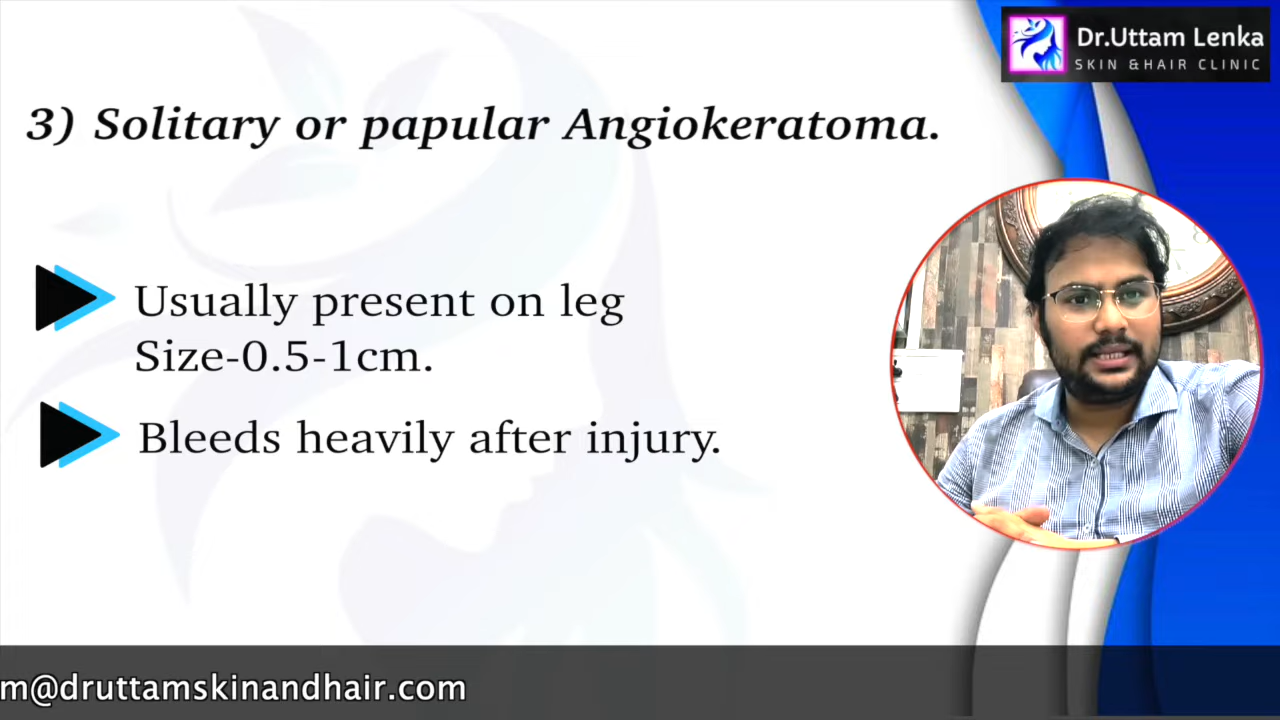 Dr.Uttam Lenka
SKIN & HAIR CLINIC
3) Solitary or papular Angiokeratoma.
Usually present on leg
Size-0.5-1cm.
Bleeds heavily after injury.
m@druttamskinandhair.com